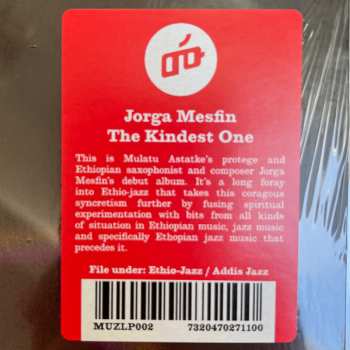 Jorga Mesfin
The Kindest One
This is Mulatu Astatke's protege and
Ethiopian saxophonist and composer Jorga
Mesfin's debut album. It's a long foray
into Ethio-jazz that takes this coragous
syncretism further by fusing spiritual
experimentation with bits from all kinds
of situation in Ethiopian music, jazz music
and specifically Ethopian jazz music that
precedes it.
File under: Ethio-Jazz / Addis Jazz
MUZLP002 7320470271100